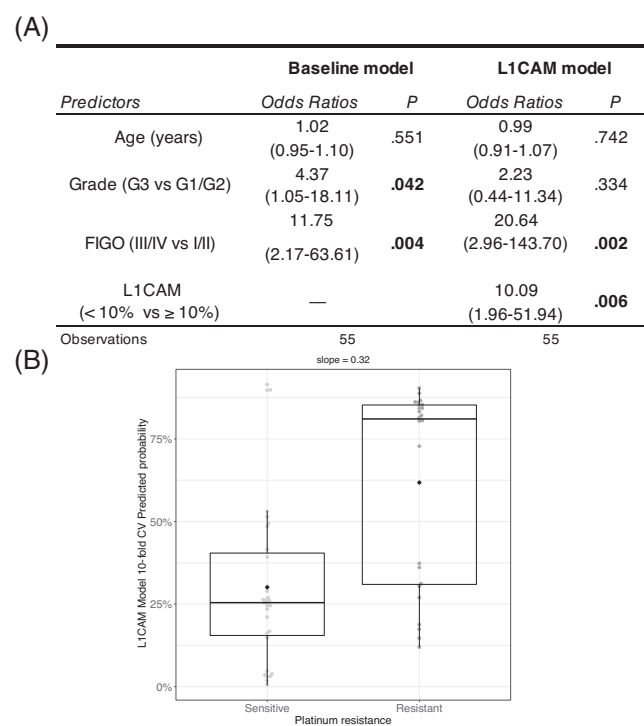 (A)
Baseline model L1CAM model
Predictors Odds Ratios P Odds Ratios P
Age (years) 1.02 (0.95-1.10) .551 0.99 (0.91-1.07) .742
Grade (G3 vs G1/G2) 4.37 (1.05-18.11) .042 2.23 (0.44-11.34) .334
FIGO (III/IV vs I/II) 11.75 (2.17-63.61) .004 20.64 (2.96-143.70) .002
L1CAM (< 10% vs ≥ 10%) — 10.09 (1.96-51.94) .006
Observations 55 55
(B)
slope = 0.32
L1CAM Model 10-fold CV Predicted probability
75%
50%
25%
0%
Sensitive Resistant
Platinum resistance